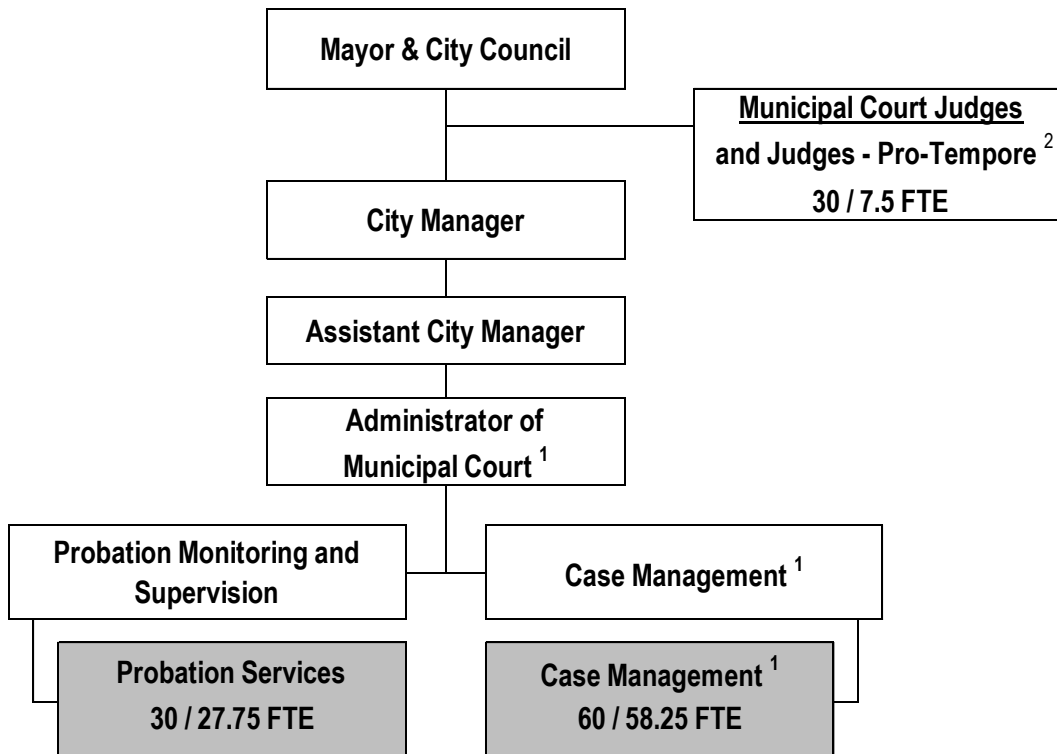 Mayor & City Council
Municipal Court Judges
and Judges - Pro-Tempore 2
30 / 7.5 FTE
City Manager
Assistant City Manager
Administrator of
Municipal Court 1
Probation Monitoring and
Supervision
Case Management 1
Probation Services
30 / 27.75 FTE
Case Management 1
60 / 58.25 FTE